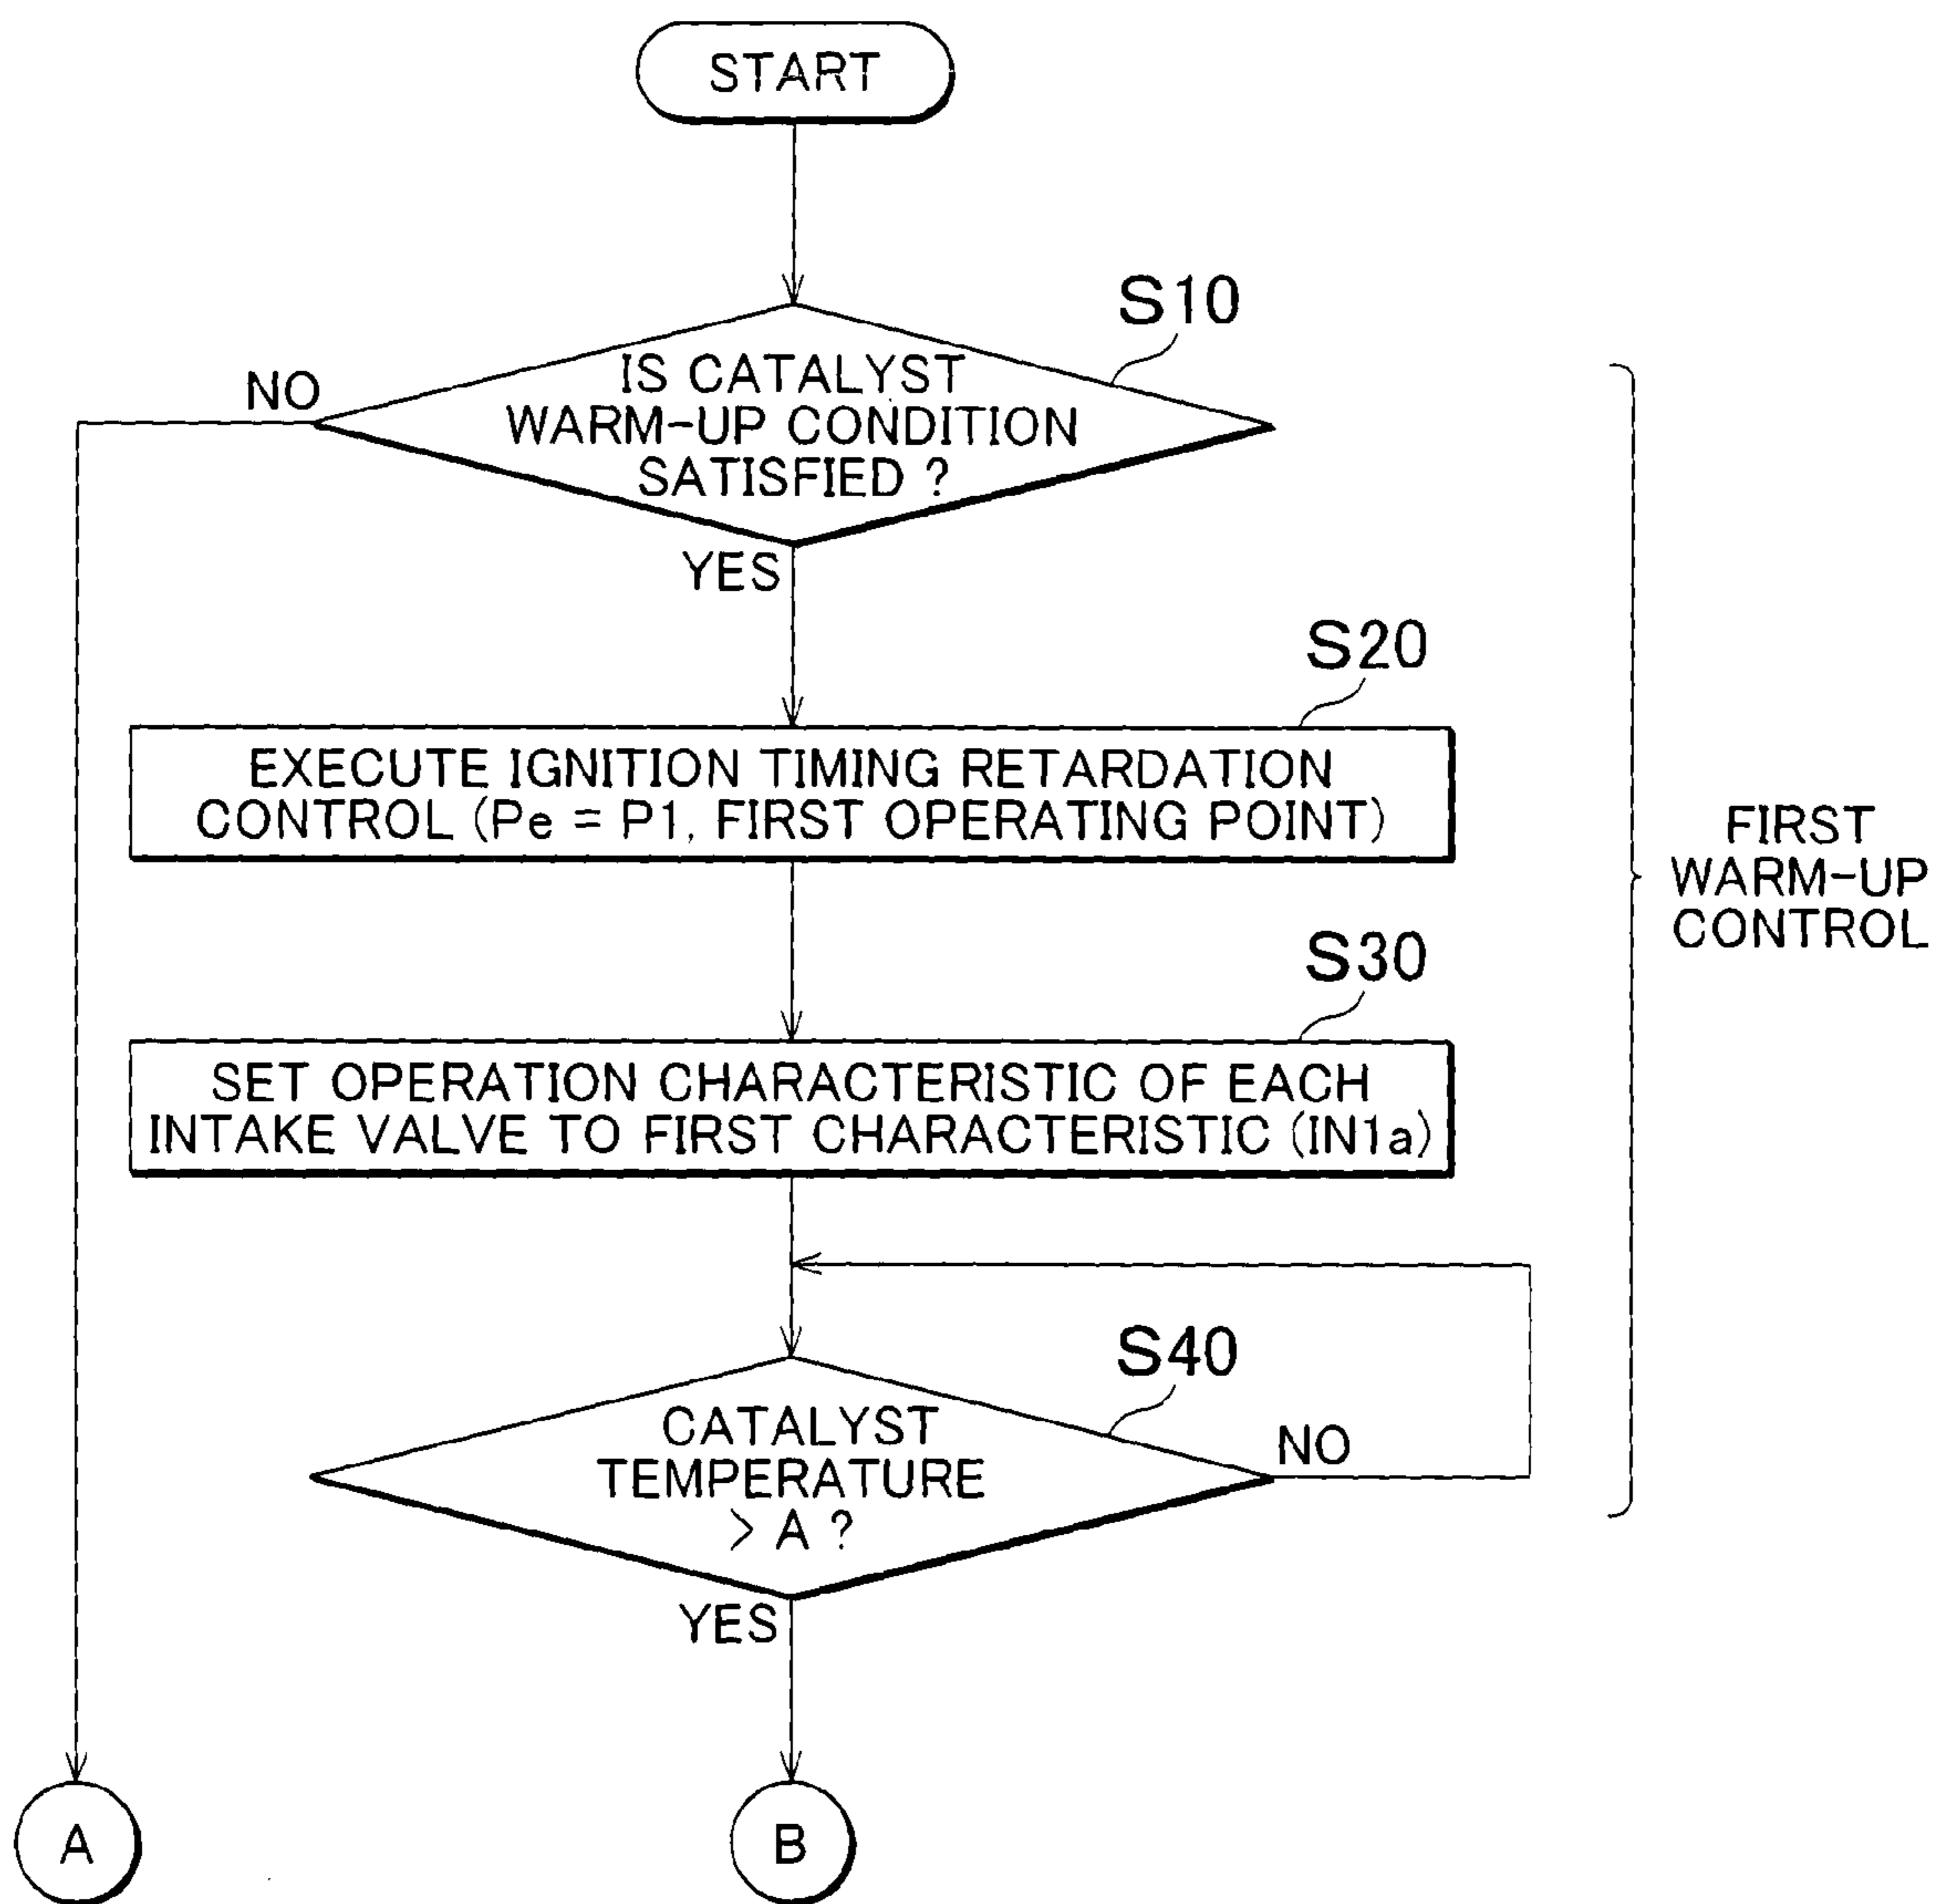 START
S10
IS CATALYST
WARM-UP CONDITION
SATISFIED ?
NO
YES
S20
EXECUTE IGNITION TIMING RETARDATION
CONTROL (Pe = P1, FIRST OPERATING POINT)
FIRST
WARM-UP
CONTROL
S30
SET OPERATION CHARACTERISTIC OF EACH
INTAKE VALVE TO FIRST CHARACTERISTIC (IN1a)
S40
CATALYST
TEMPERATURE
> A ?
NO
YES
A
B